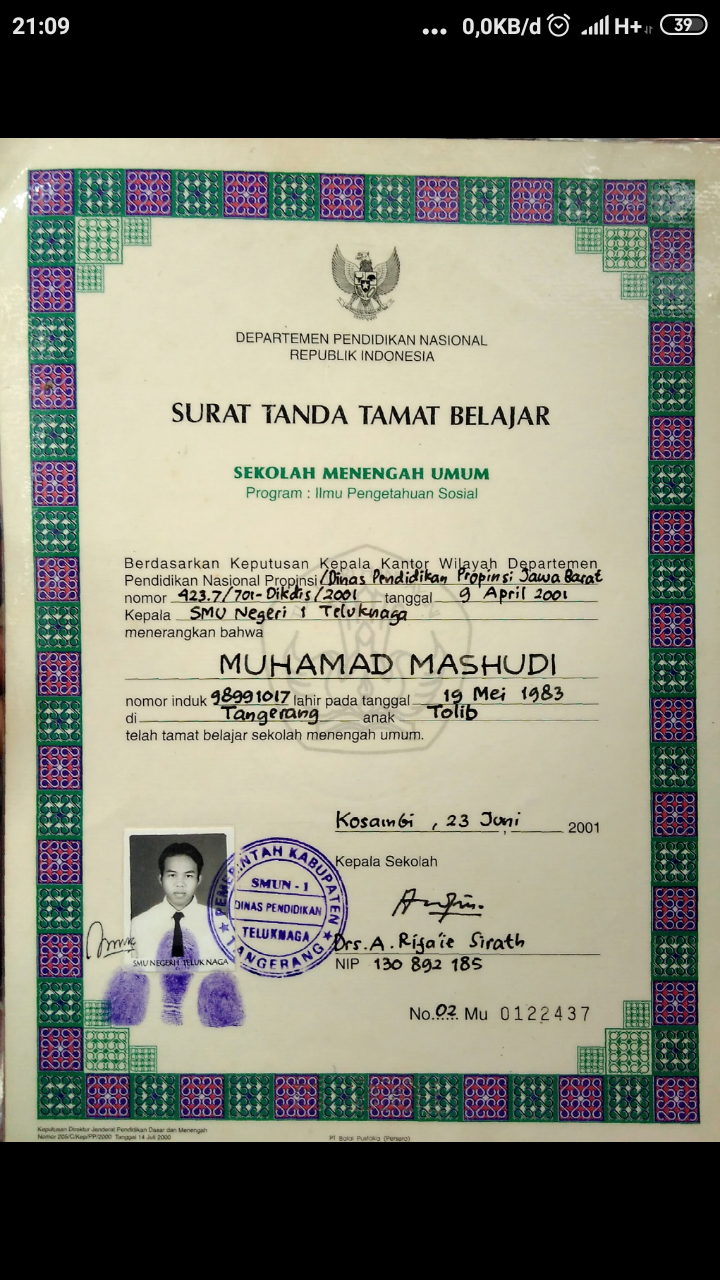 21:09
... 0,0KB/d H+ 39
DEPARTEMEN PENDIDIKAN NASIONAL
REPUBLIK INDONESIA
SURAT TANDA TAMAT BELAJAR
SEKOLAH MENENGAH UMUM
Program : Ilmu Pengetahuan Sosial
Berdasarkan Keputusan Kepala Kantor Wilayah Departemen
Pendidikan Nasional Propinsi/Dinas Pendidikan Propinsi Jawa Barat
nomor 423.7/701-Dikdis/2001 tanggal 9 April 2001
Kepala SMU Negeri 1 Teluknaga
menerangkan bahwa
MUHAMAD MASHUDI
nomor induk 98991017 lahir pada tanggal 19 Mei 1983
di Tangerang anak Tolib
telah tamat belajar sekolah menengah umum.
Kosambi, 23 Juni 2001
Kepala Sekolah
PEMERINTAH KABUPATEN
SMUN - 1
DINAS PENDIDIKAN
TELUKNAGA
★ TANGERANG ★
SMU NEGERI 1 TELUK NAGA
Drs. A. Rifa'ie Sirath
NIP 130 892 185
No. 02 Mu 0122437
Keputusan Direktur Jenderal Pendidikan Dasar dan Menengah
Nomor 205/C/Kep/PP/2000 Tanggal 14 Juli 2000
PT Balai Pustaka (Persero)